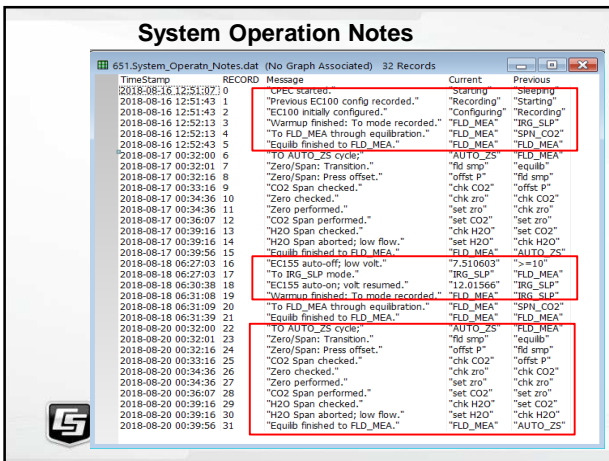 System Operation Notes
651.System_Operatn_Notes.dat (No Graph Associated) 32 Records
TimeStamp RECORD Message Current Previous
2018-08-16 12:51:07 0 "CPEC started." "Starting" "Sleeping"
2018-08-16 12:51:43 1 "Previous EC100 config recorded." "Recording" "Starting"
2018-08-16 12:51:43 2 "EC100 initially configured." "Configuring" "Recording"
2018-08-16 12:52:13 3 "Warmup finished: To mode recorded." "FLD_MEA" "IRG_SLP"
2018-08-16 12:52:13 4 "To FLD_MEA through equilibration." "FLD_MEA" "SPN_CO2"
2018-08-16 12:52:43 5 "Equilb finished to FLD_MEA." "FLD_MEA" "FLD_MEA"
2018-08-17 00:32:00 6 "TO AUTO_ZS cycle;" "AUTO_ZS" "FLD_MEA"
2018-08-17 00:32:01 7 "Zero/Span: Transition." "fld smp" "equilb"
2018-08-17 00:32:16 8 "Zero/Span: Press offset." "offst P" "fld smp"
2018-08-17 00:33:16 9 "CO2 Span checked." "chk CO2" "offst P"
2018-08-17 00:34:36 10 "Zero checked." "chk zro" "chk CO2"
2018-08-17 00:34:36 11 "Zero performed." "set zro" "chk zro"
2018-08-17 00:36:07 12 "CO2 Span performed." "set CO2" "set zro"
2018-08-17 00:39:16 13 "H2O Span checked." "chk H2O" "set CO2"
2018-08-17 00:39:16 14 "H2O Span aborted; low flow." "set H2O" "chk H2O"
2018-08-17 00:39:56 15 "Equilb finished to FLD_MEA." "FLD_MEA" "AUTO_ZS"
2018-08-18 06:27:03 16 "EC155 auto-off; low volt." "7.510603" ">=10"
2018-08-18 06:27:03 17 "To IRG_SLP mode." "IRG_SLP" "FLD_MEA"
2018-08-18 06:30:38 18 "EC155 auto-on; volt resumed." "12.01566" "IRG_SLP"
2018-08-18 06:31:08 19 "Warmup finished: To mode recorded." "FLD_MEA" "IRG_SLP"
2018-08-18 06:31:09 20 "To FLD_MEA through equilibration." "FLD_MEA" "SPN_CO2"
2018-08-18 06:31:39 21 "Equilb finished to FLD_MEA." "FLD_MEA" "FLD_MEA"
2018-08-20 00:32:00 22 "TO AUTO_ZS cycle;" "AUTO_ZS" "FLD_MEA"
2018-08-20 00:32:01 23 "Zero/Span: Transition." "fld smp" "equilb"
2018-08-20 00:32:16 24 "Zero/Span: Press offset." "offst P" "fld smp"
2018-08-20 00:33:16 25 "CO2 Span checked." "chk CO2" "offst P"
2018-08-20 00:34:36 26 "Zero checked." "chk zro" "chk CO2"
2018-08-20 00:34:36 27 "Zero performed." "set zro" "chk zro"
2018-08-20 00:36:07 28 "CO2 Span performed." "set CO2" "set zro"
2018-08-20 00:39:16 29 "H2O Span checked." "chk H2O" "set CO2"
2018-08-20 00:39:16 30 "H2O Span aborted; low flow." "set H2O" "chk H2O"
2018-08-20 00:39:56 31 "Equilb finished to FLD_MEA." "FLD_MEA" "AUTO_ZS"